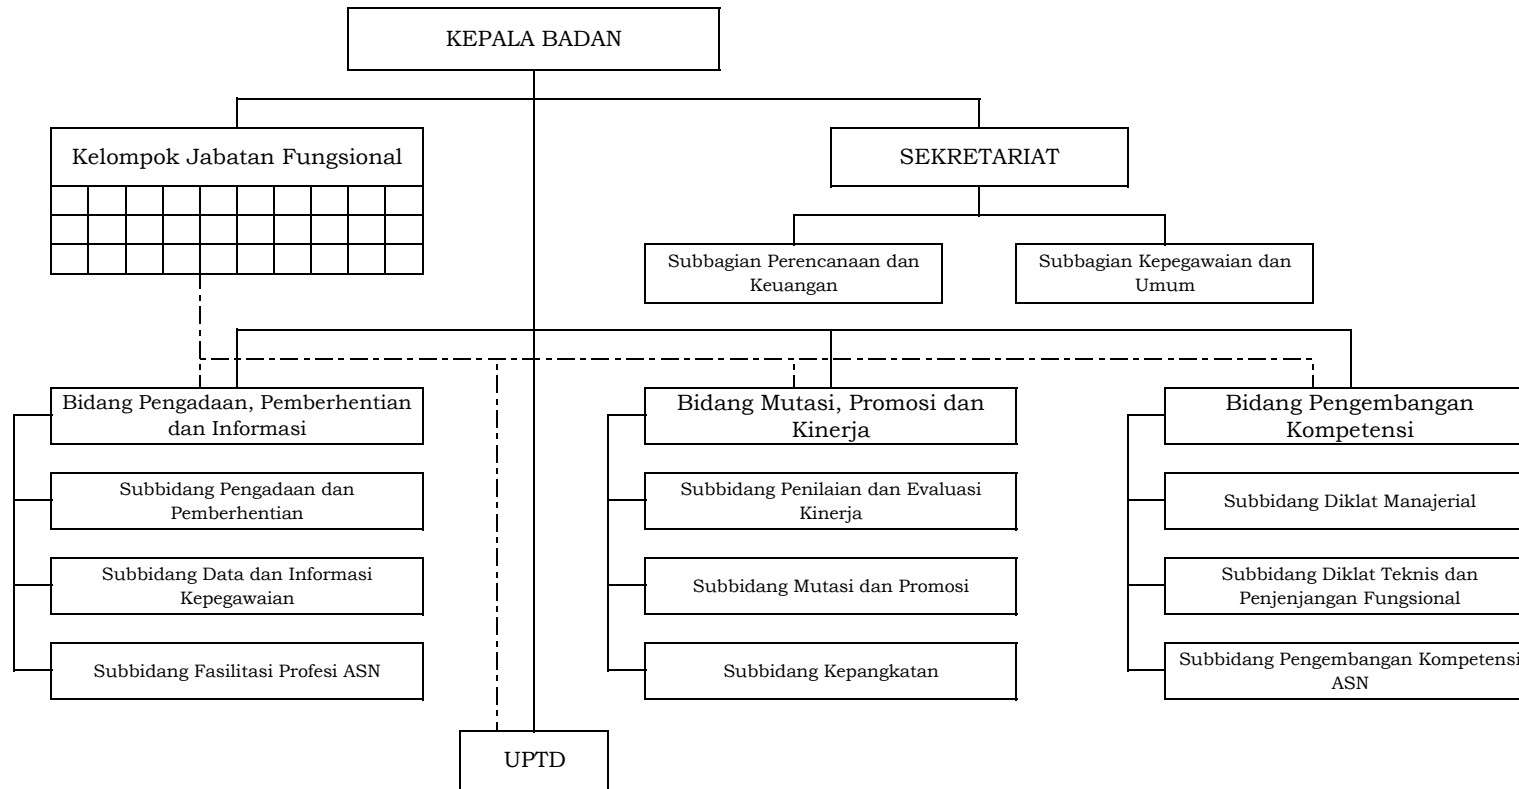 KEPALA BADAN
Kelompok Jabatan Fungsional
SEKRETARIAT
Subbagian Perencanaan dan
Keuangan
Subbagian Kepegawaian dan
Umum
Bidang Pengadaan, Pemberhentian
dan Informasi
Subbidang Pengadaan dan
Pemberhentian
Subbidang Data dan Informasi
Kepegawaian
Subbidang Fasilitasi Profesi ASN
Bidang Mutasi, Promosi dan
Kinerja
Subbidang Penilaian dan Evaluasi
Kinerja
Subbidang Mutasi dan Promosi
Subbidang Kepangkatan
Bidang Pengembangan
Kompetensi
Subbidang Diklat Manajerial
Subbidang Diklat Teknis dan
Penjenjangan Fungsional
Subbidang Pengembangan Kompetensi
ASN
UPTD